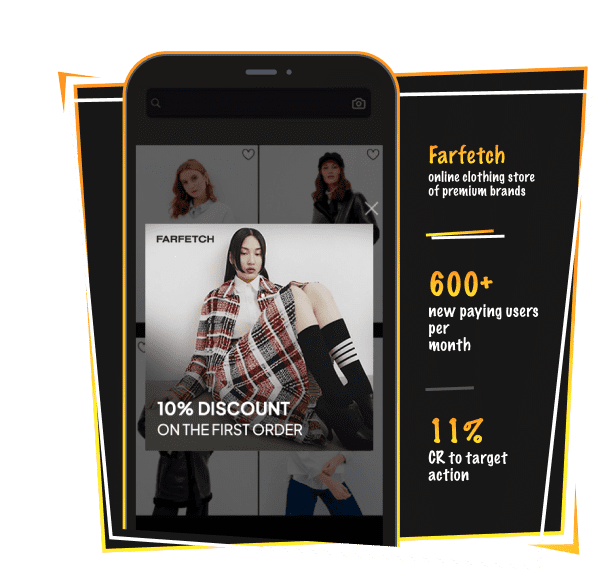 FARFETCH
10% DISCOUNT
ON THE FIRST ORDER
Farfetch
online clothing store
of premium brands
600+
new paying users
per
month
11%
CR to target
action